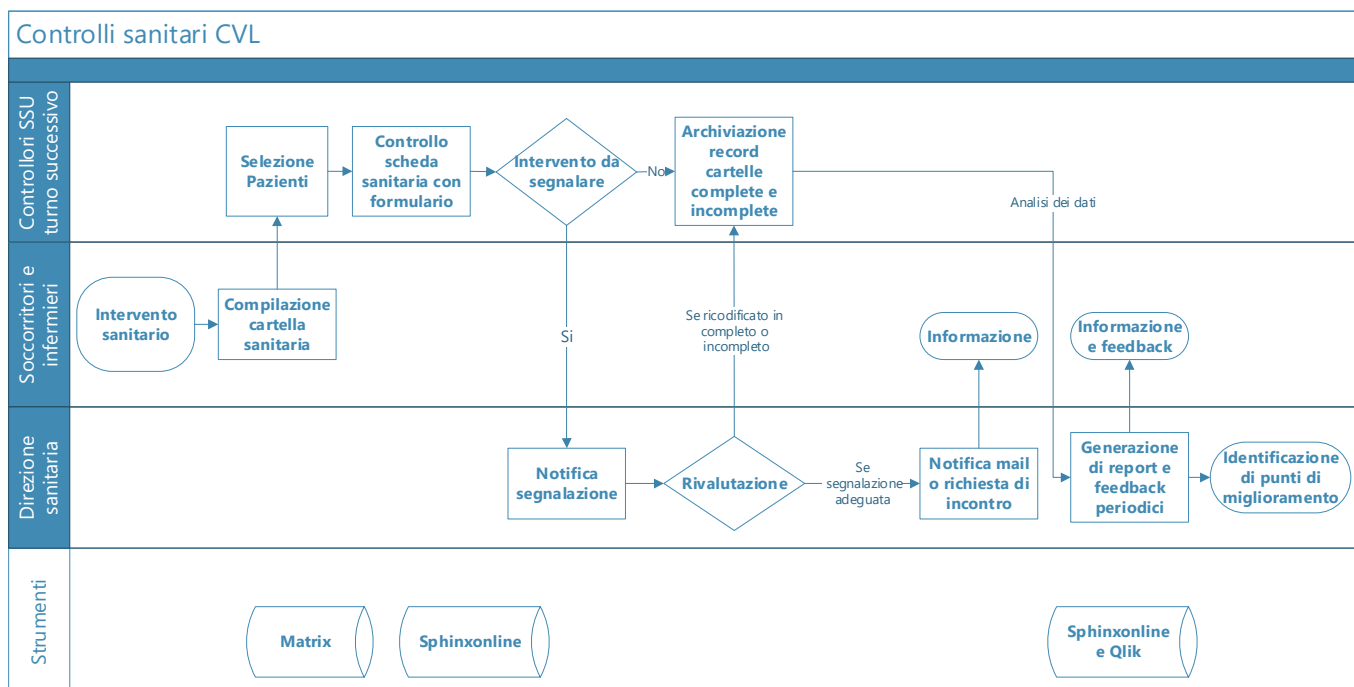 Controlli sanitari CVL
Controllori SSU
turno successivo
Selezione
Pazienti
Controllo
scheda
sanitaria con
formulario
Intervento da
segnalare
No
Archiviazione
record
cartelle
complete e
incomplete
Analisi dei dati
Soccorritori e
infermieri
Intervento
sanitario
Compilazione
cartella
sanitaria
Si
Se ricodificato in
completo o
incompleto
Informazione
Informazione
e feedback
Direzione
sanitaria
Notifica
segnalazione
Rivalutazione
Se
segnalazione
adeguata
Notifica mail
o richiesta di
incontro
Generazione
di report e
feedback
periodici
Identificazione
di punti di
miglioramento
Strumenti
Matrix
Sphinxonline
Sphinxonline
e Qlik